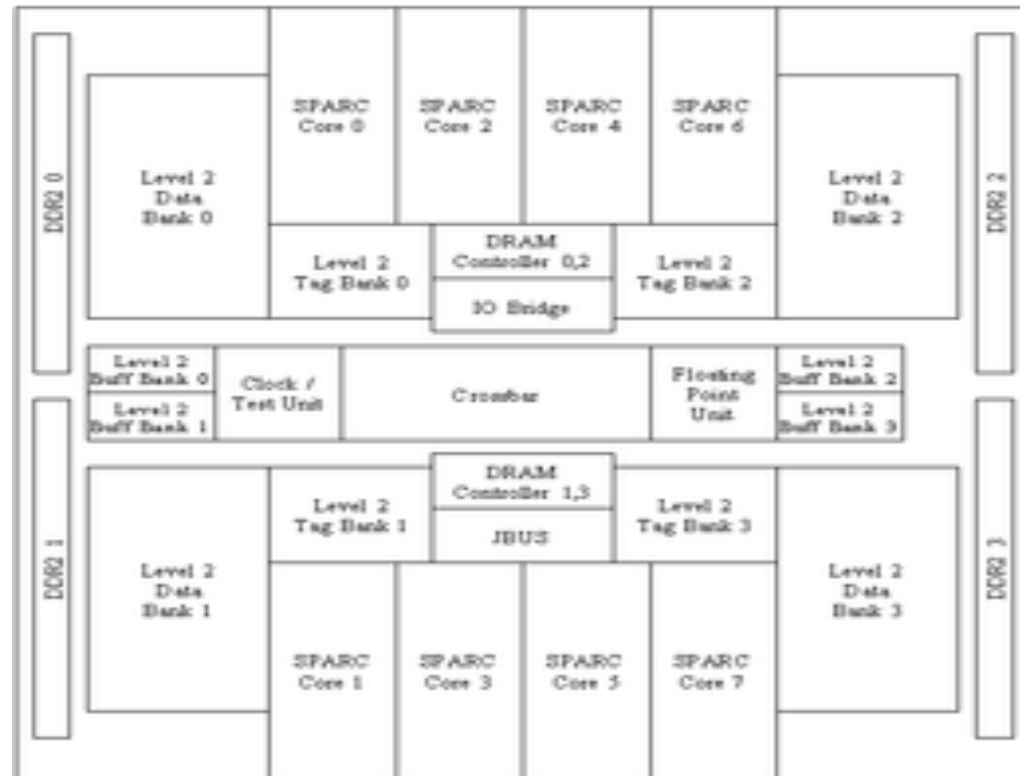 SPARC
Core 0
SPARC
Core 2
SPARC
Core 4
SPARC
Core 6
DDR2 0
Level 2
Data
Bank 0
Level 2
Data
Bank 2
DDR2 2
Level 2
Tag Bank 0
DRAM
Controller 0,2
IO Bridge
Level 2
Tag Bank 2
Level 2
Buff Bank 0
Level 2
Buff Bank 1
Clock /
Test Unit
Crossbar
Floating
Point
Unit
Level 2
Buff Bank 2
Level 2
Buff Bank 3
DDR2 1
Level 2
Data
Bank 1
Level 2
Tag Bank 1
DRAM
Controller 1,3
JBUS
Level 2
Tag Bank 3
Level 2
Data
Bank 3
DDR2 3
SPARC
Core 1
SPARC
Core 3
SPARC
Core 5
SPARC
Core 7